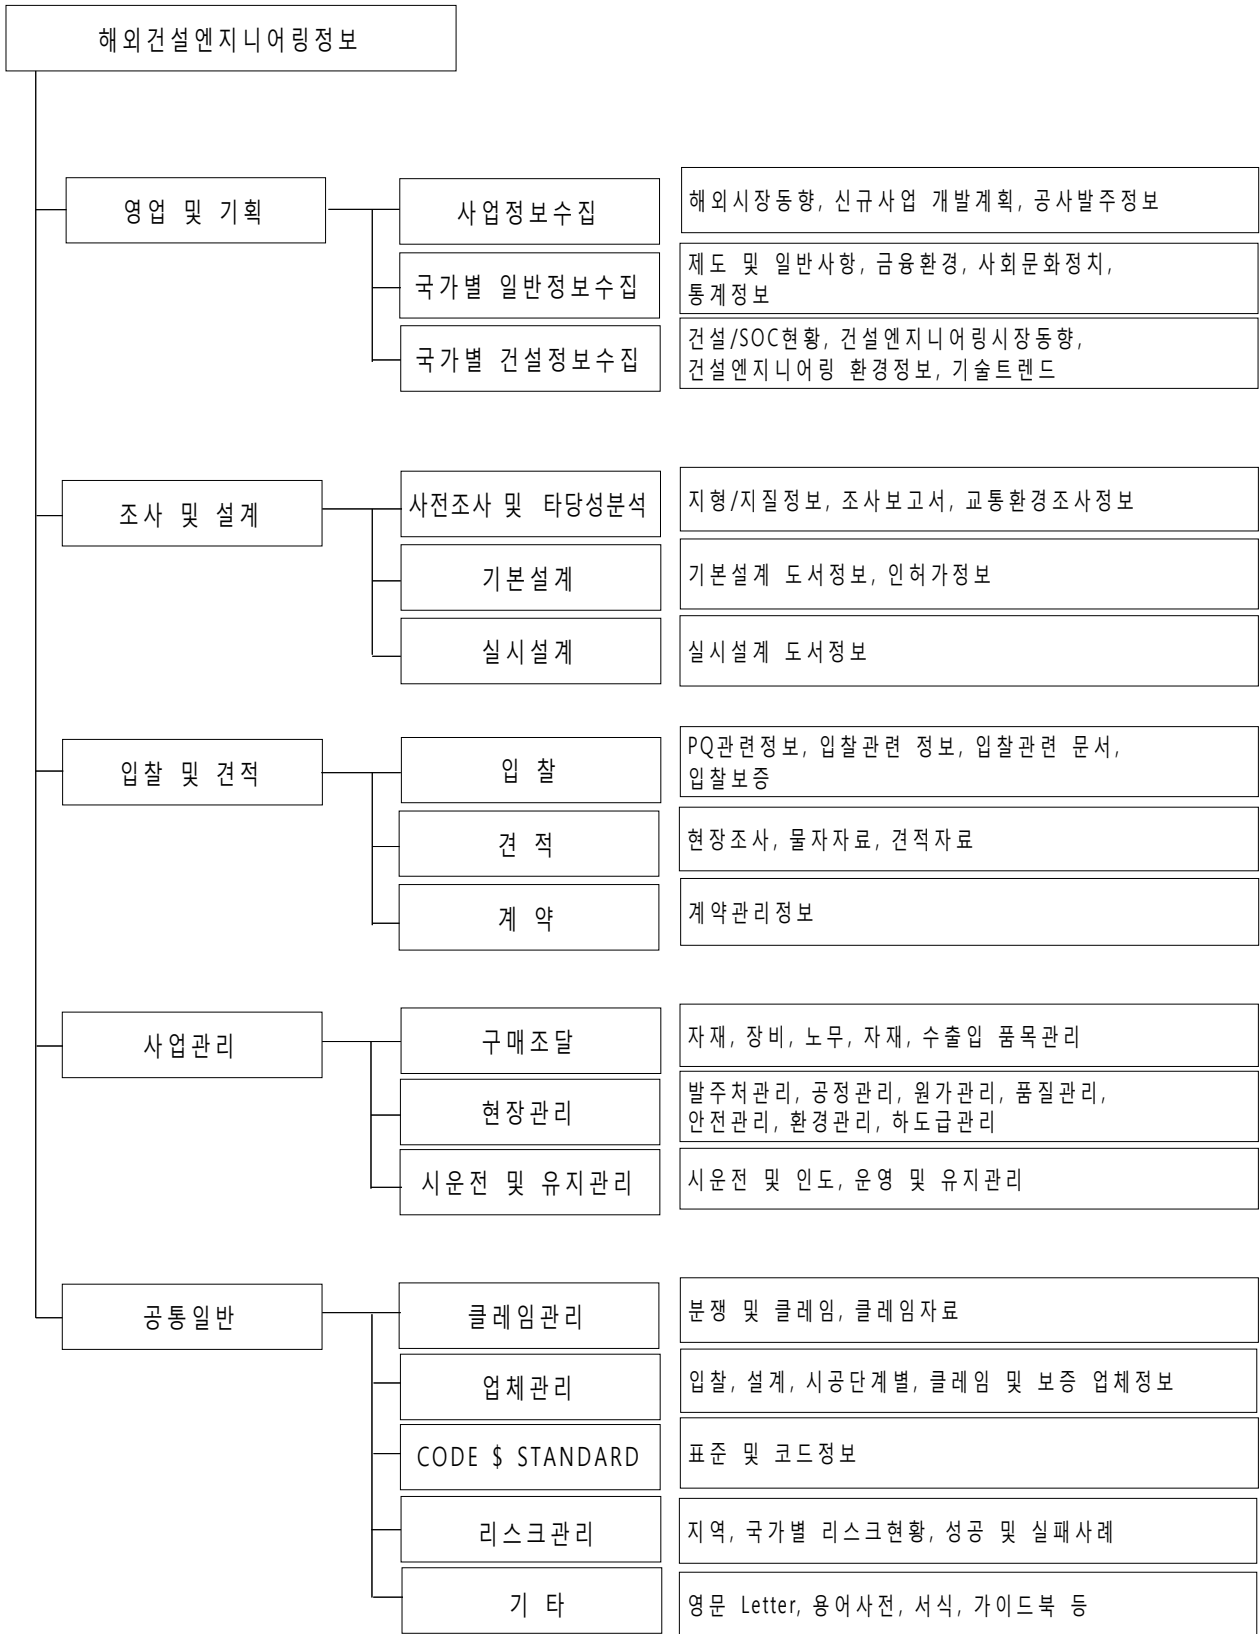 해외건설엔지니어링정보
영업 및 기획
사업정보수집
해외시장동향, 신규사업 개발계획, 공사발주정보
국가별 일반정보수집
제도 및 일반사항, 금융환경, 사회문화정치,
통계정보
국가별 건설정보수집
건설/SOC현황, 건설엔지니어링시장동향,
건설엔지니어링 환경정보, 기술트렌드
조사 및 설계
사전조사 및 타당성분석
지형/지질정보, 조사보고서, 교통환경조사정보
기본설계
기본설계 도서정보, 인허가정보
실시설계
실시설계 도서정보
입찰 및 견적
입 찰
PQ관련정보, 입찰관련 정보, 입찰관련 문서,
입찰보증
견 적
현장조사, 물자자료, 견적자료
계 약
계약관리정보
사업관리
구매조달
자재, 장비, 노무, 자재, 수출입 품목관리
현장관리
발주처관리, 공정관리, 원가관리, 품질관리,
안전관리, 환경관리, 하도급관리
시운전 및 유지관리
시운전 및 인도, 운영 및 유지관리
공통일반
클레임관리
분쟁 및 클레임, 클레임자료
업체관리
입찰, 설계, 시공단계별, 클레임 및 보증 업체정보
CODE $ STANDARD
표준 및 코드정보
리스크관리
지역, 국가별 리스크현황, 성공 및 실패사례
기 타
영문 Letter, 용어사전, 서식, 가이드북 등